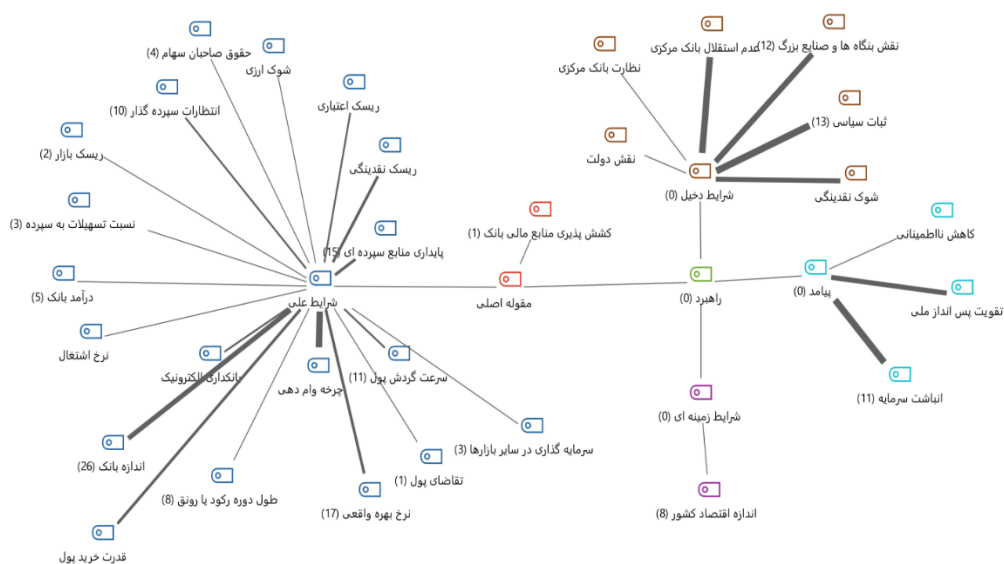 نقش بنگاه ها و صنایع بزرگ (12)
عدم استقلال بانک مرکزی
حقوق صاحبان سهام (4)
شوک ارزی
نظارت بانک مرکزی
ریسک اعتباری
انتظارات سپرده گذار (10)
ثبات سیاسی (13)
ریسک بازار (2)
نقش دولت
ریسک نقدینگی
شرایط دخیل (0)
شوک نقدینگی
نسبت تسهیلات به سپرده (3)
کشش پذیری منابع مالی بانک (1)
کاهش نااطمینانی
پایداری منابع سپرده ای (15)
پیامد (0)
درآمد بانک (5)
شرایط علی
مقوله اصلی
راهبرد (0)
تقویت پس انداز ملی
نرخ اشتغال
بانکداری الکترونیک
چرخه وام دهی
سرعت گردش پول (11)
انباشت سرمایه (11)
شرایط زمینه ای (0)
سرمایه گذاری در سایر بازارها (3)
اندازه بانک (26)
تقاضای پول (1)
طول دوره رکود یا رونق (8)
نرخ بهره واقعی (17)
اندازه اقتصاد کشور (8)
قدرت خرید پول